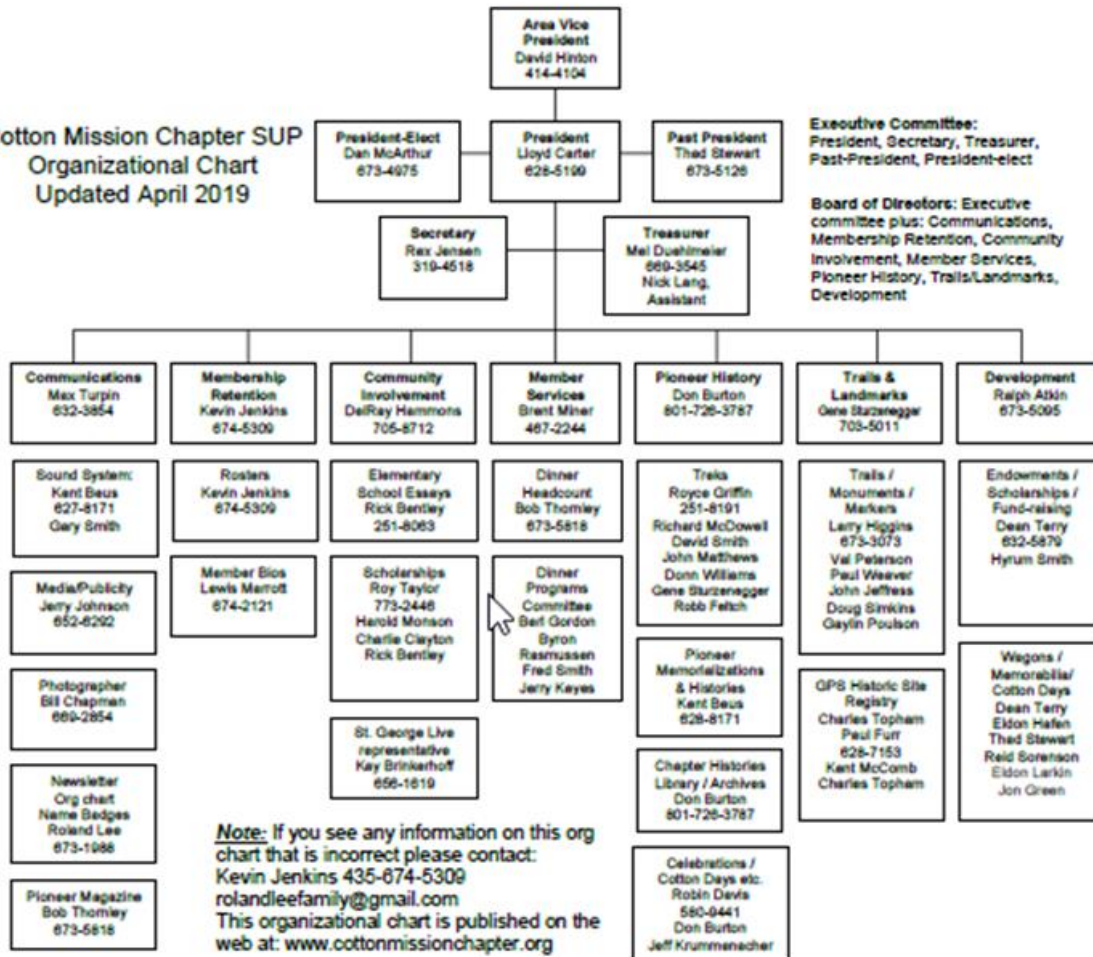 Area Vice
President
David Hinton
414-4104
otton Mission Chapter SUP
Organizational Chart
Updated April 2019
President-Elect
Dan McArthur
673-4975
President
Lloyd Carter
628-5199
Past President
Thad Stewart
673-5126
Executive Committee:
President, Secretary, Treasurer,
Past-President, President-elect
Board of Directors: Executive
committee plus: Communications,
Membership Retention, Community
Involvement, Member Services,
Pioneer History, Trails/Landmarks,
Development
Secretary
Rex Jensen
319-4518
Treasurer
Mel Duehlmeier
669-3545
Nick Lang,
Assistant
Communications
Max Turpin
632-3854
Membership
Retention
Kevin Jenkins
674-5309
Community
Involvement
DelRay Hammons
705-8712
Member
Services
Brent Miner
467-2244
Pioneer History
Don Burton
801-726-3787
Trails &
Landmarks
Gene Sturzenegger
703-5011
Development
Ralph Atkin
673-5095
Sound System:
Kent Beus
627-8171
Gary Smith
Media/Publicity
Jerry Johnson
652-6292
Photographer
Bill Chapman
669-2854
Newsletter
Org chart
Name Badges
Roland Lee
673-1988
Pioneer Magazine
Bob Thomley
673-5818
Rosters
Kevin Jenkins
674-5309
Member Bios
Lewis Marrott
674-2121
Elementary
School Essays
Rick Bentley
251-8063
Scholarships
Roy Taylor
773-2446
Harold Monson
Charlie Clayton
Rick Bentley
St. George Live
representative
Kay Brinkerhoff
656-1619
Dinner
Headcount
Bob Thomley
673-5818
Dinner
Programs
Committee
Berl Gordon
Byron
Rasmussen
Fred Smith
Jerry Kayes
Treks
Royce Griffin
251-8191
Richard McDowell
David Smith
John Matthews
Donn Williams
Gene Sturzenegger
Robb Feltch
Pioneer
Memorializations
& Histories
Kent Beus
628-8171
Chapter Histories
Library / Archives
Don Burton
801-726-3787
Celebrations /
Cotton Days etc.
Robin Davis
580-9441
Don Burton
Jeff Krummenacher
Trails /
Monuments /
Markers
Larry Higgins
673-3073
Val Peterson
Paul Weaver
John Jeffress
Doug Simkins
Gaylin Poulson
GPS Historic Site
Registry
Charles Topham
Paul Furr
628-7153
Kent McComb
Charles Topham
Endowments /
Scholarships /
Fund-raising
Dean Terry
632-5879
Hyrum Smith
Wagons /
Memorabilia/
Cotton Days
Dean Terry
Eldon Hafen
Thad Stewart
Reid Sorenson
Eldon Larkin
Jon Green
Note: If you see any information on this org
chart that is incorrect please contact:
Kevin Jenkins 435-674-5309
rolandleefamily@gmail.com
This organizational chart is published on the
web at: www.cottonmissionchapter.org